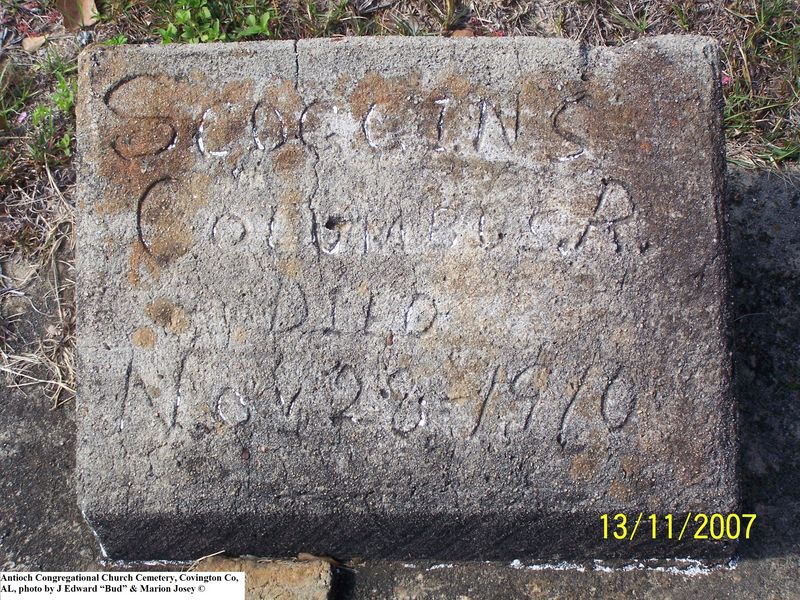 SCOGGINS
COLUMBUS.R.
DIED
NOV 28-1910
13/11/2007
Antioch Congregational Church Cemetery, Covington Co,
AL, photo by J Edward “Bud” & Marion Josey ©